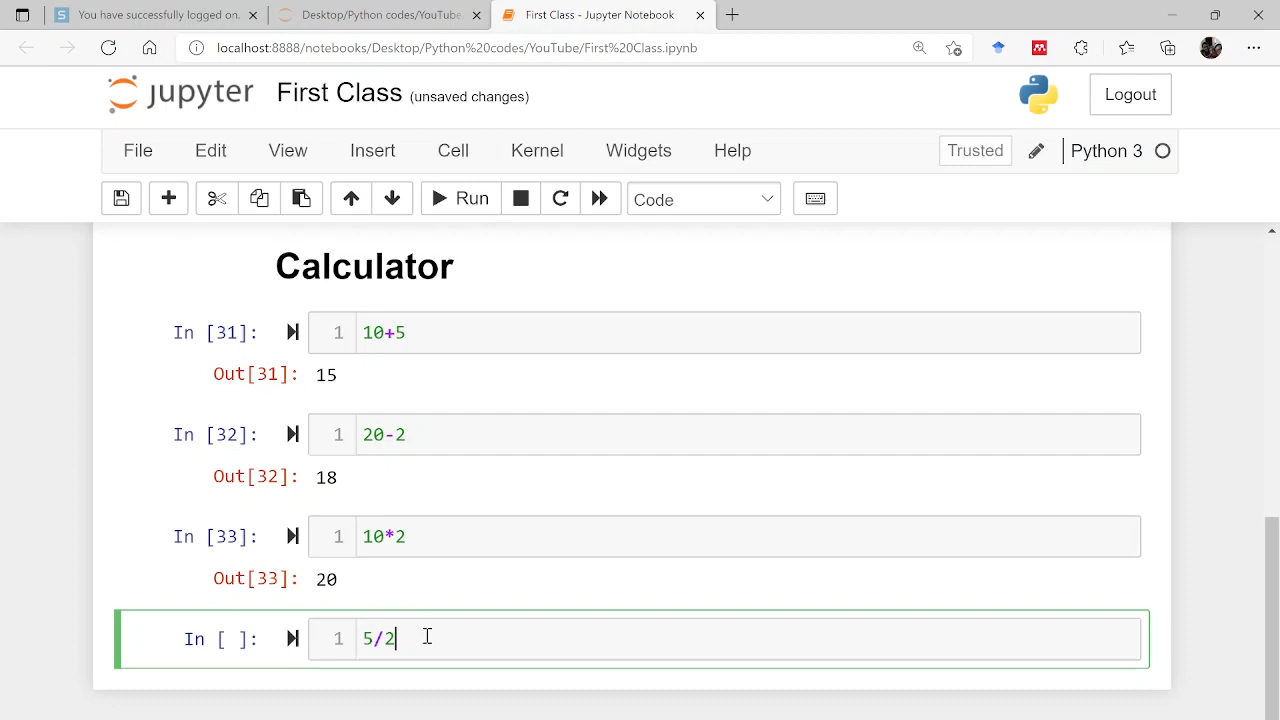 You have successfully logged s
Desktop/Python codes/YouTube
First Class - Jupyter Notebook
localhost:8888/notebooks/Desktop/Python%20codes/YouTube/First%20Class.ipynb
jupyter First Class (unsaved changes)
Logout
File Edit View Insert Cell Kernel Widgets Help Trusted Python 3
Run Code
Calculator
In [31]: 1 10+5
Out[31]: 15
In [32]: 1 20-2
Out[32]: 18
In [33]: 1 10*2
Out[33]: 20
In [ ]: 1 5/2